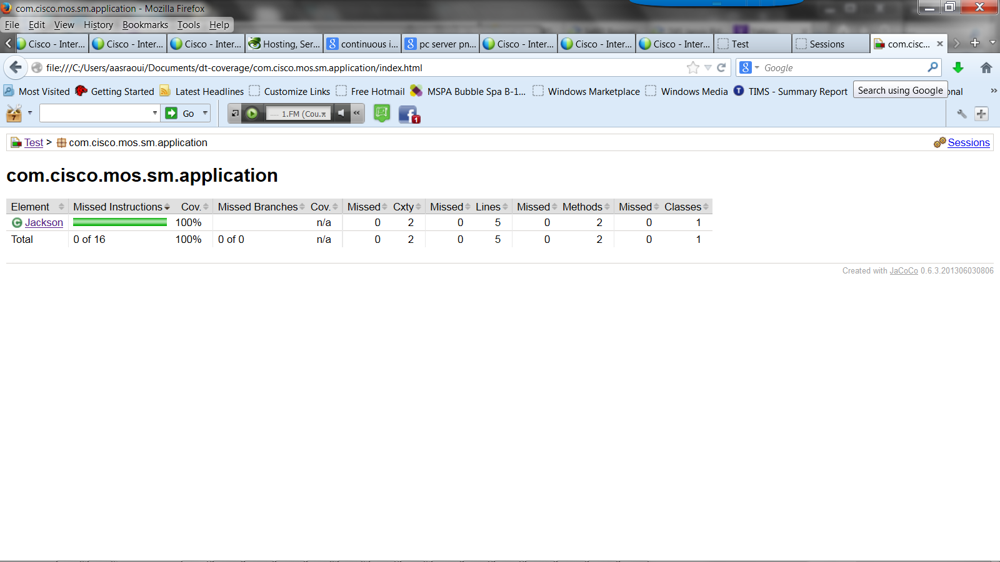 com.cisco.mos.sm.application - Mozilla Firefox
File Edit View History Bookmarks Tools Help
Cisco - Inter... Cisco - Inter... Cisco - Inter... Hosting, Ser... continuous i... pc server pn... Cisco - Inter... Cisco - Inter... Cisco - Inter... Test Sessions com.cisc...
file:///C:/Users/aasraoui/Documents/dt-coverage/com.cisco.mos.sm.application/index.html Google
Most Visited Getting Started Latest Headlines Customize Links Free Hotmail MSPA Bubble Spa B-1... Windows Marketplace Windows Media TIMS - Summary Report Search using Google onal
7 Go 1.FM (Cou... 1
Test > com.cisco.mos.sm.application Sessions
com.cisco.mos.sm.application
Element Missed Instructions Cov. Missed Branches Cov. Missed Cxty Missed Lines Missed Methods Missed Classes
Jackson 100% n/a 0 2 0 5 0 2 0 1
Total 0 of 16 100% 0 of 0 n/a 0 2 0 5 0 2 0 1
Created with JaCoCo 0.6.3.201306030806